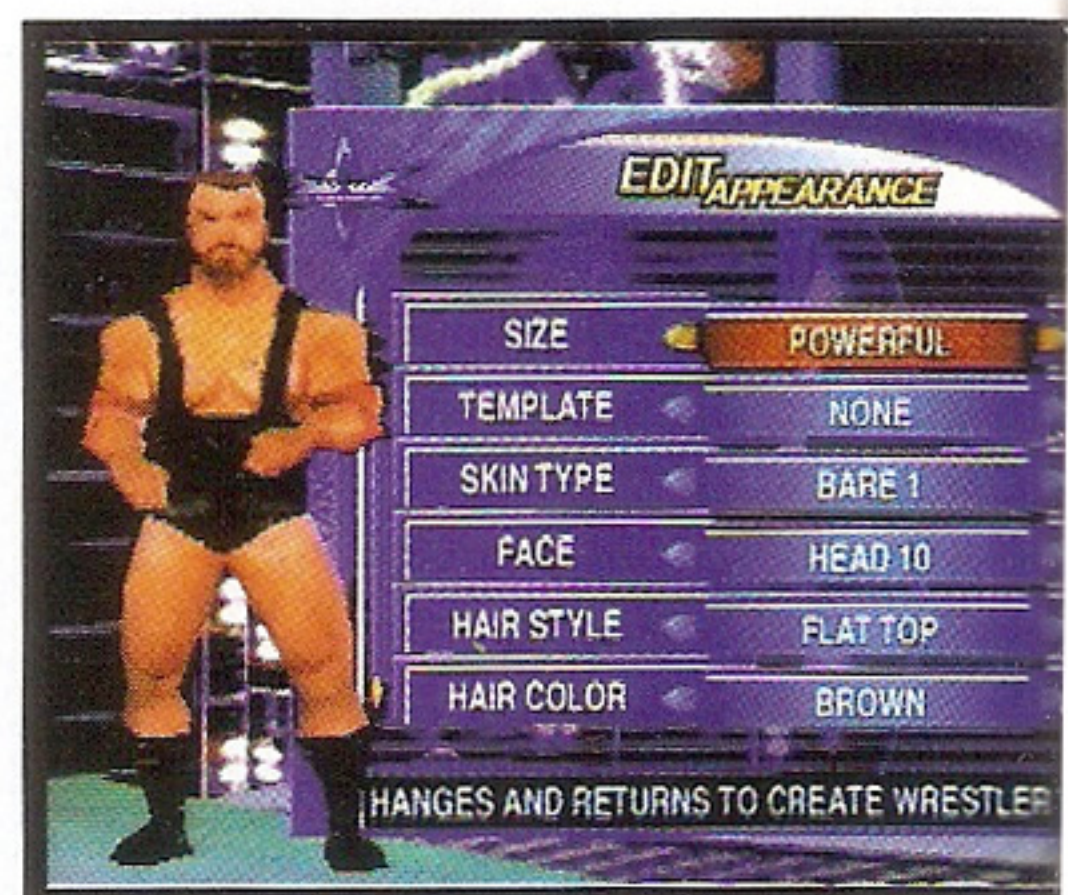 EDIT APPEARANCE
SIZE POWERFUL
TEMPLATE NONE
SKIN TYPE BARE 1
FACE HEAD 10
HAIR STYLE FLAT TOP
HAIR COLOR BROWN
HANGES AND RETURNS TO CREATE WRESTLER